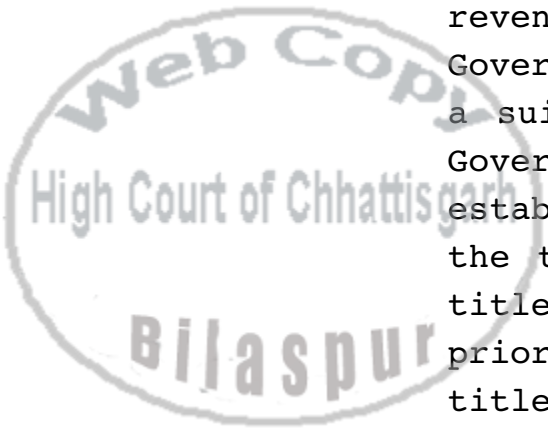 Web Copy
High Court of Chhattisgarh
Bilaspur
reven
Gover
a sui
Gover
estab
the t
title
prior
title